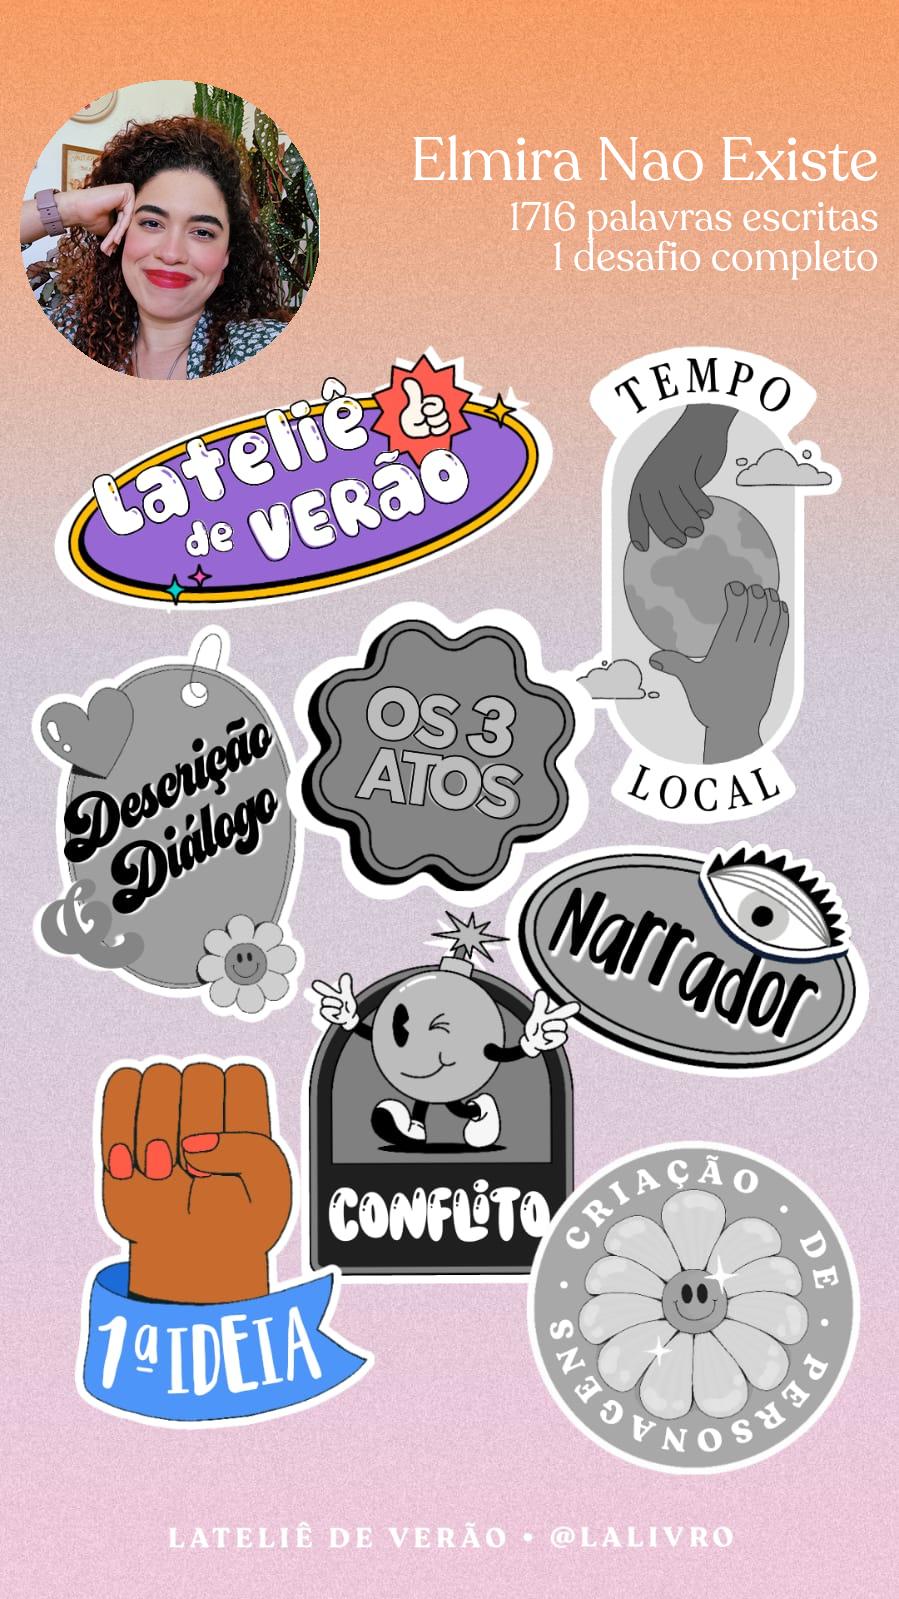 Elmira Nao Existe
1716 palavras escritas
1 desafio completo
Lateliê
de VERÃO
TEMPO
LOCAL
Descrição
& Diálogo
OS 3
ATOS
Narrador
CONFLITO
1ª IDEIA
CRIAÇÃO · DE · PERSONAGENS ·
LATELIÊ DE VERÃO • @LALIVRO